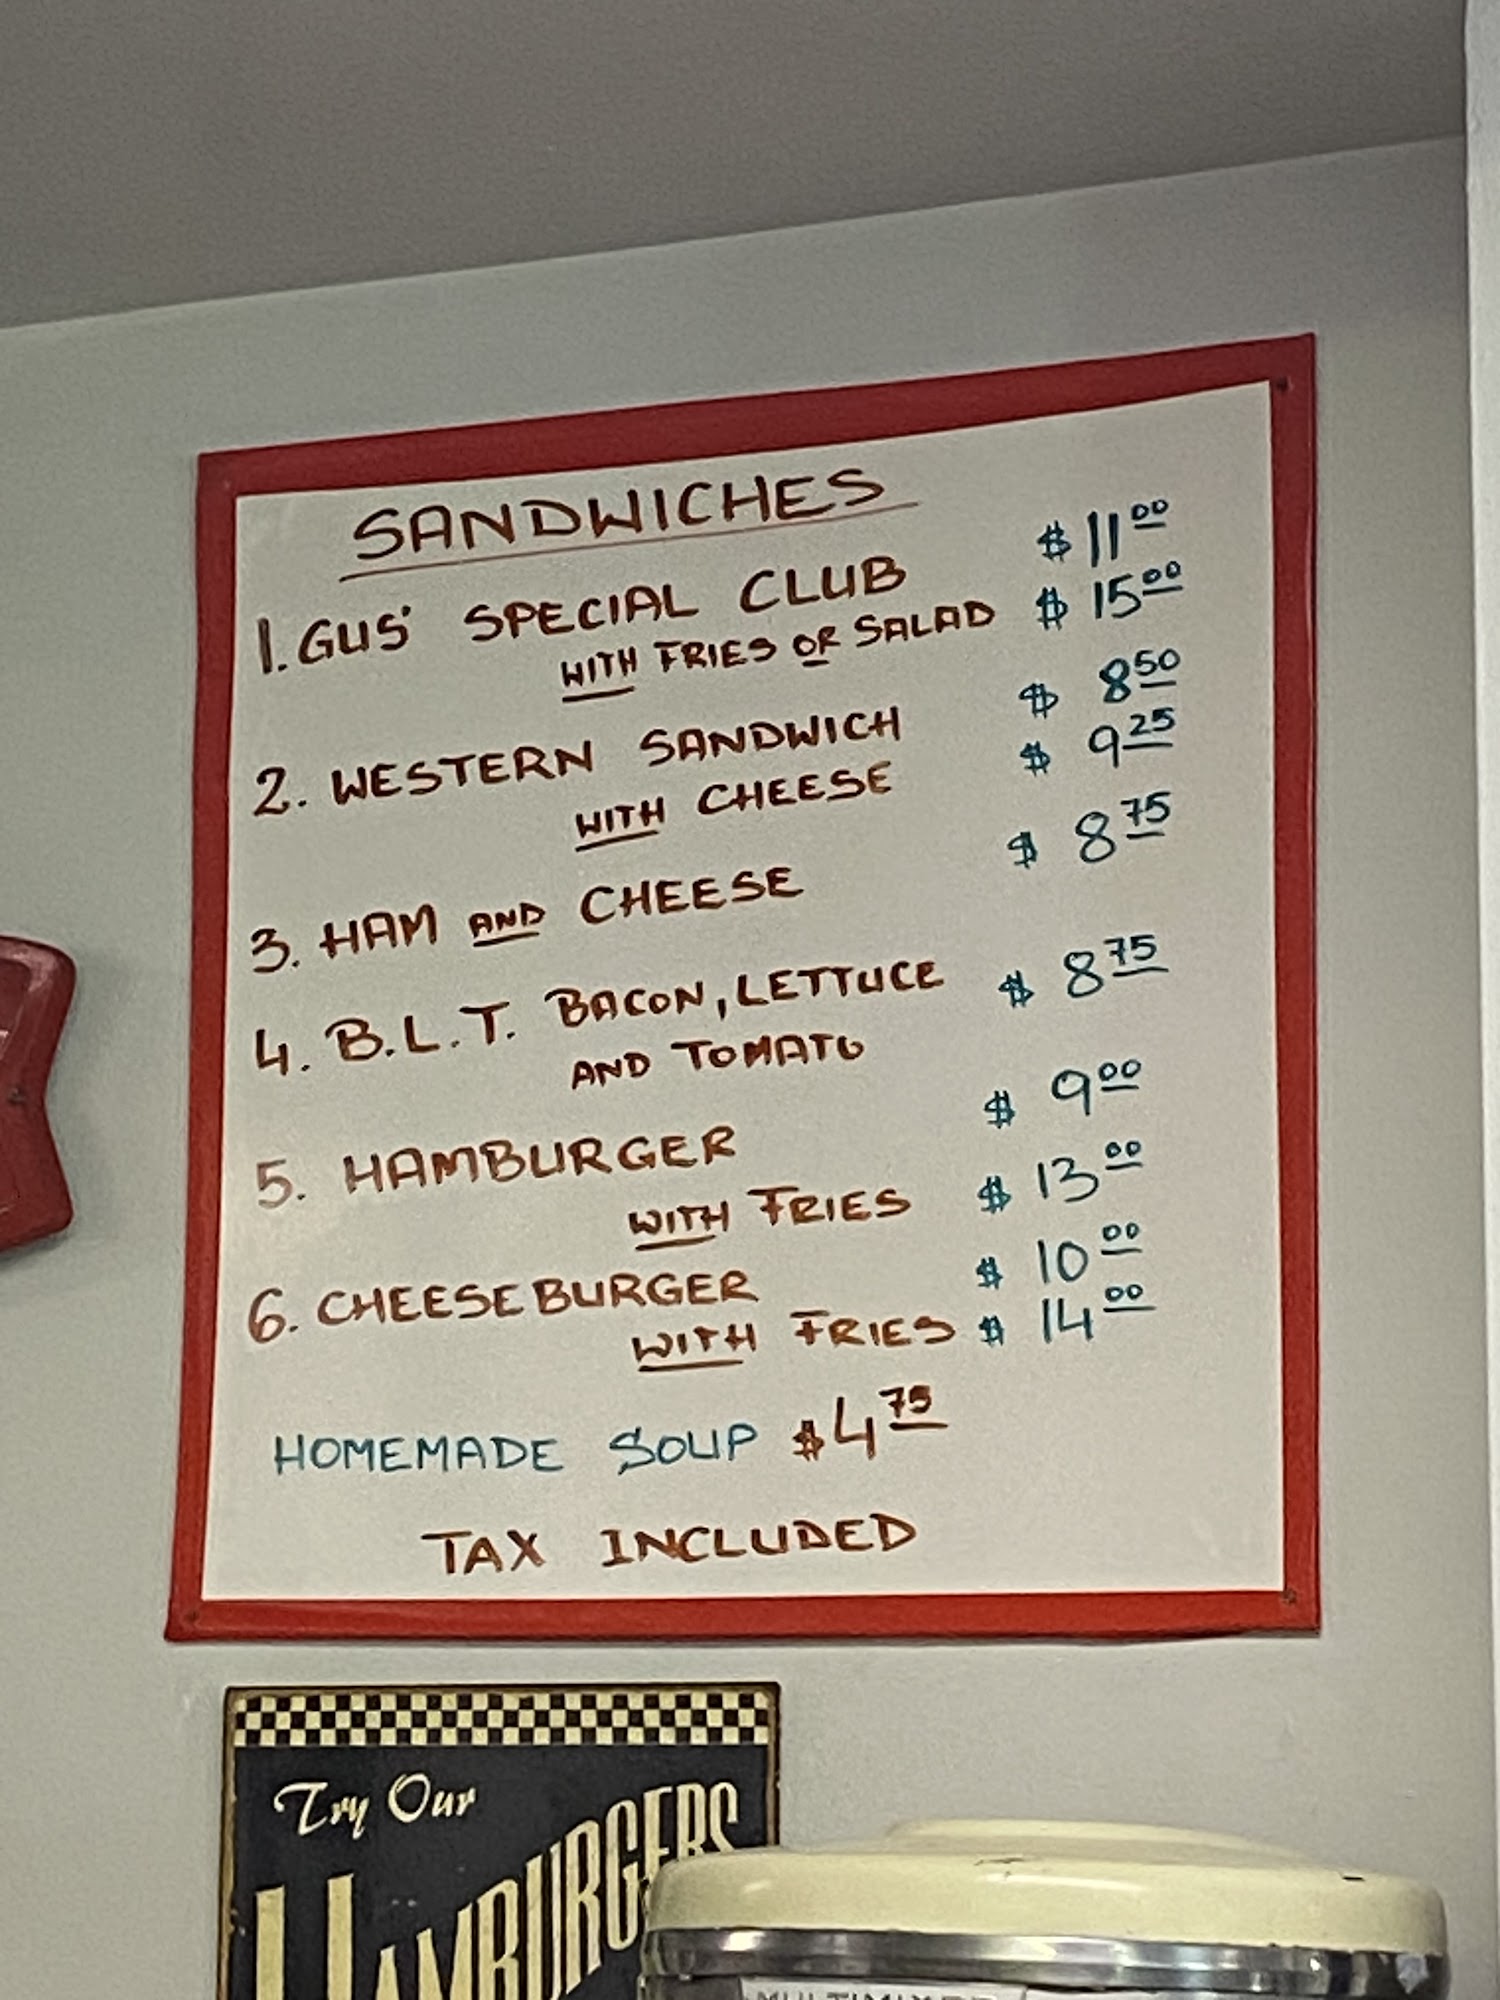 SANDWICHES
1. GUS' SPECIAL CLUB $11.00
WITH FRIES OR SALAD $15.00
2. WESTERN SANDWICH $8.50
WITH CHEESE $9.25
3. HAM AND CHEESE $8.75
4. B.L.T. BACON, LETTUCE $8.75
AND TOMATO
5. HAMBURGER $9.00
WITH FRIES $13.00
6. CHEESEBURGER $10.00
WITH FRIES $14.00
HOMEMADE SOUP $4.75
TAX INCLUDED
Try Our
HAMBURGERS
MULTIMIXER